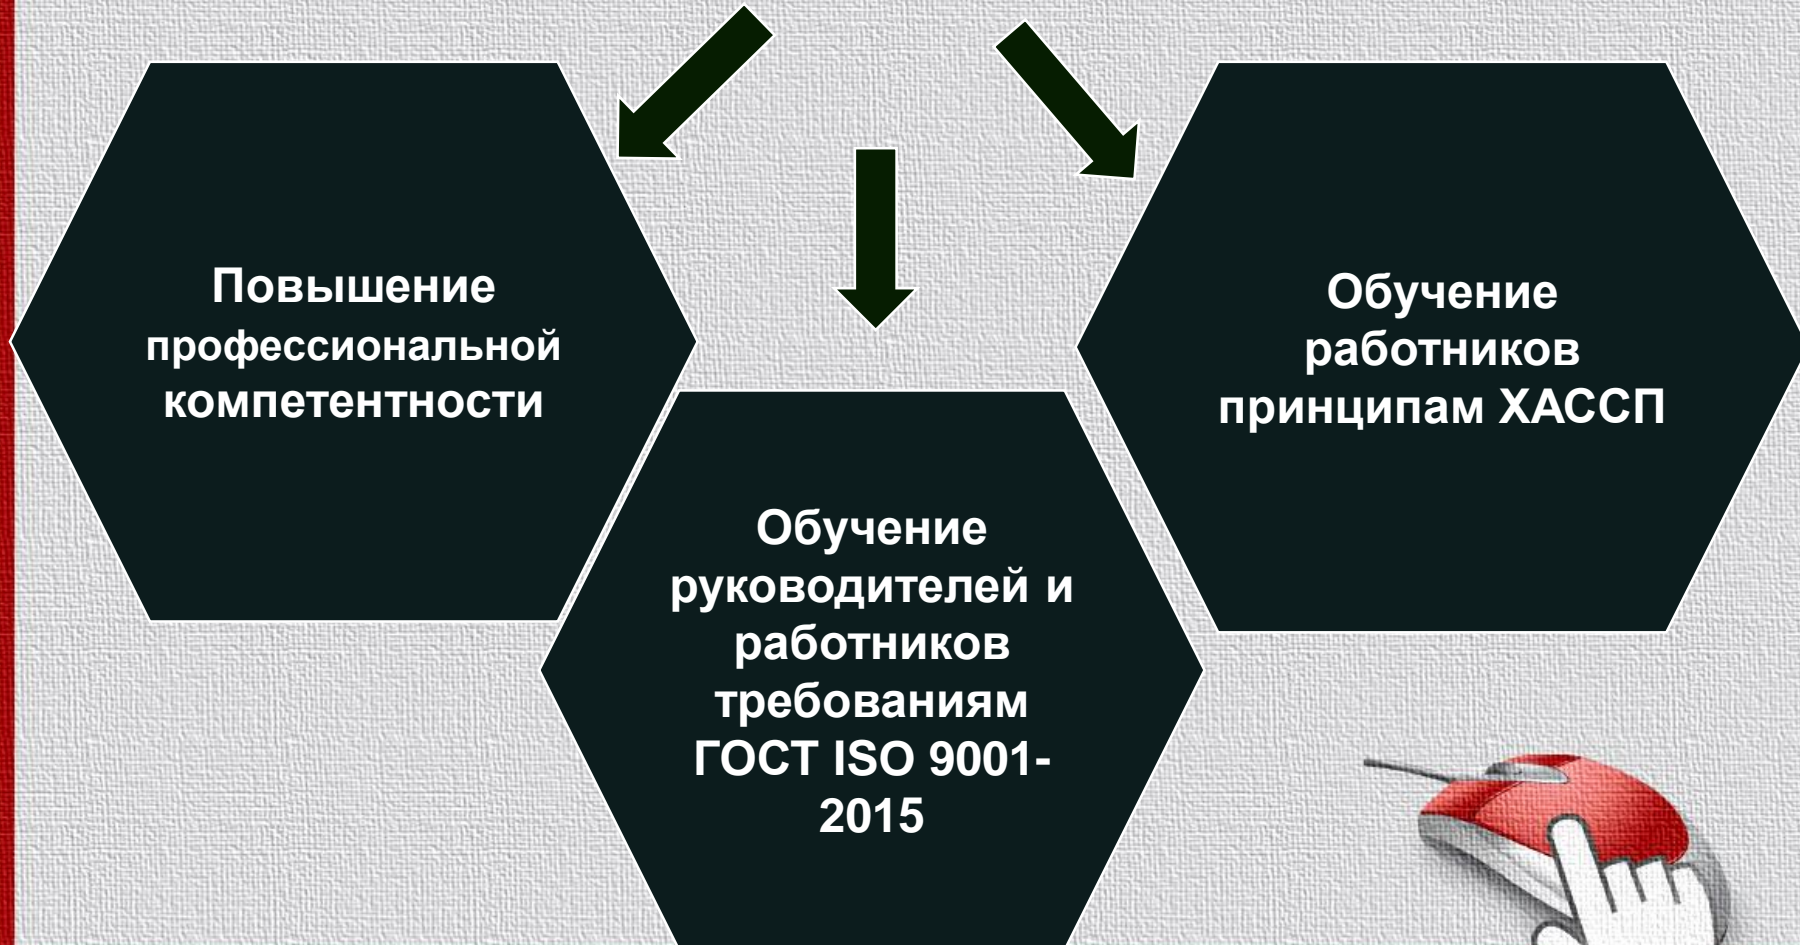 Повышение
профессиональной
компетентности
Обучение
руководителей и
работников
требованиям
ГОСТ ISO 9001-
2015
Обучение
работников
принципам ХАССП